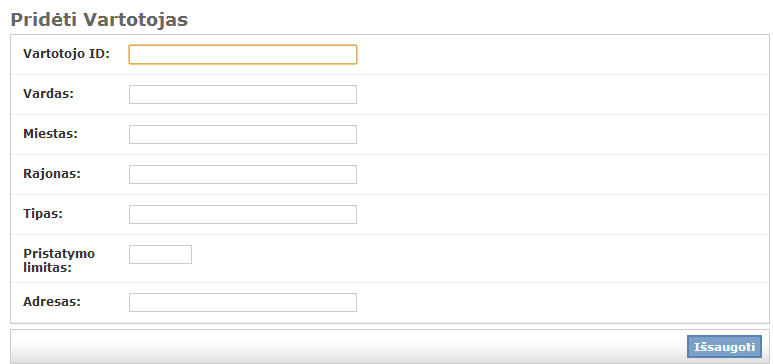 Pridėti Vartotojas
Vartotojo ID:
Vardas:
Miestas:
Rajonas:
Tipas:
Pristatymo
limitas:
Adresas:
Išsaugoti